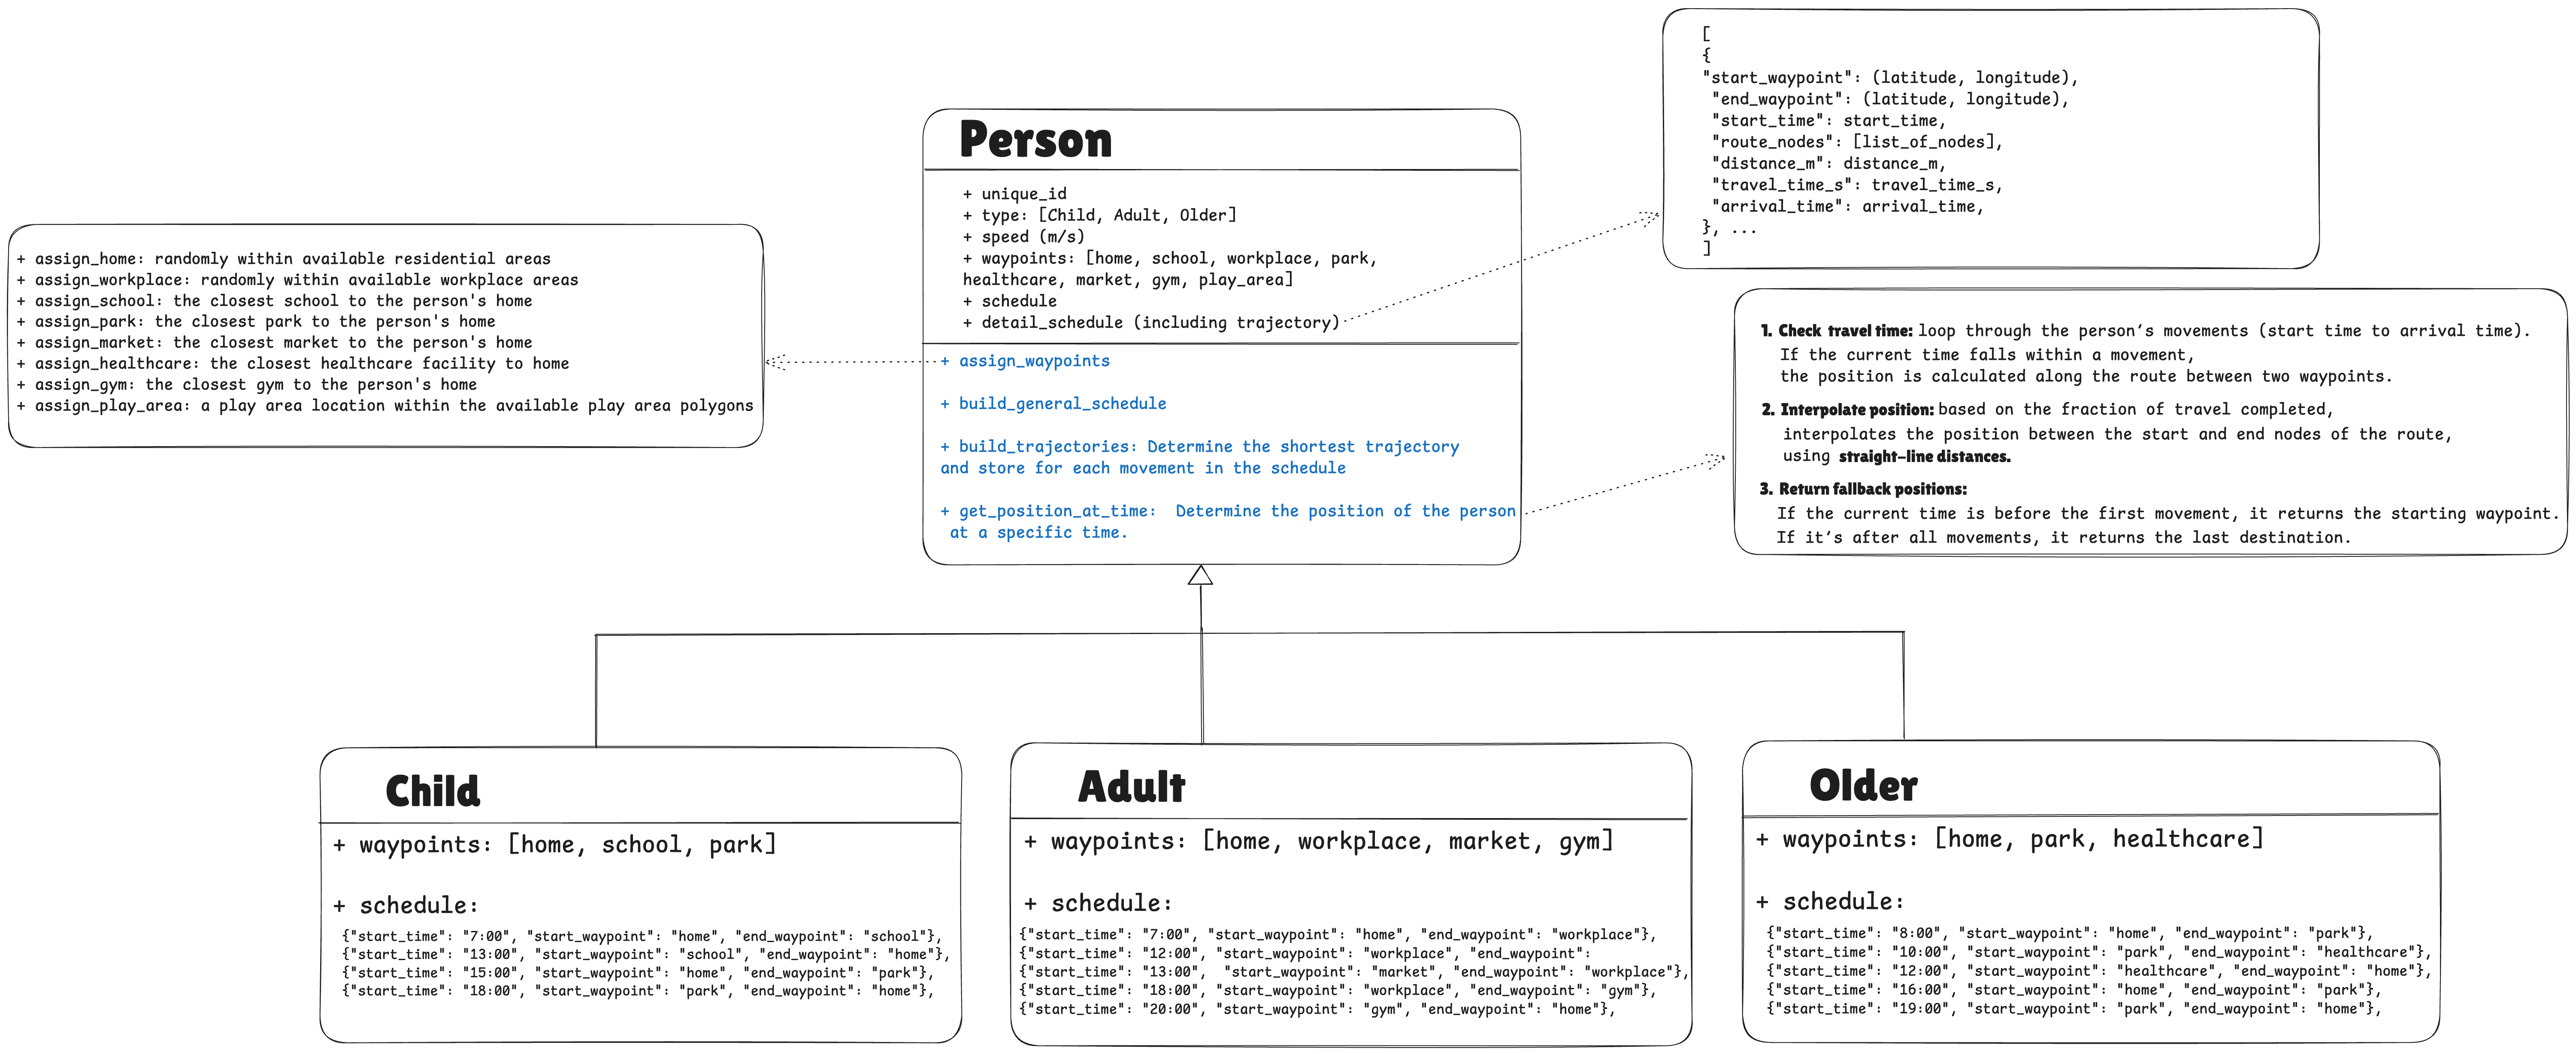 [
{
"start_waypoint": (latitude, longitude),
"end_waypoint": (latitude, longitude),
"start_time": start_time,
"route_nodes": [list_of_nodes],
"distance_m": distance_m,
"travel_time_s": travel_time_s,
"arrival_time": arrival_time,
}, ...
]
Person
+ unique_id
+ type: [Child, Adult, Older]
+ speed (m/s)
+ waypoints: [home, school, workplace, park,
healthcare, market, gym, play_area]
+ schedule
+ detail_schedule (including trajectory)
+ assign_waypoints
+ build_general_schedule
+ build_trajectories: Determine the shortest trajectory
and store for each movement in the schedule
+ get_position_at_time: Determine the position of the person
at a specific time.
+ assign_home: randomly within available residential areas
+ assign_workplace: randomly within available workplace areas
+ assign_school: the closest school to the person's home
+ assign_park: the closest park to the person's home
+ assign_market: the closest market to the person's home
+ assign_healthcare: the closest healthcare facility to home
+ assign_gym: the closest gym to the person's home
+ assign_play_area: a play area location within the available play area polygons
1. Check travel time: loop through the person’s movements (start time to arrival time).
If the current time falls within a movement,
the position is calculated along the route between two waypoints.
2. Interpolate position: based on the fraction of travel completed,
interpolates the position between the start and end nodes of the route,
using straight-line distances.
3. Return fallback positions:
If the current time is before the first movement, it returns the starting waypoint.
If it’s after all movements, it returns the last destination.
Child
+ waypoints: [home, school, park]
+ schedule:
{"start_time": "7:00", "start_waypoint": "home", "end_waypoint": "school"},
{"start_time": "13:00", "start_waypoint": "school", "end_waypoint": "home"},
{"start_time": "15:00", "start_waypoint": "home", "end_waypoint": "park"},
{"start_time": "18:00", "start_waypoint": "park", "end_waypoint": "home"},
Adult
+ waypoints: [home, workplace, market, gym]
+ schedule:
{"start_time": "7:00", "start_waypoint": "home", "end_waypoint": "workplace"},
{"start_time": "12:00", "start_waypoint": "workplace", "end_waypoint":
{"start_time": "13:00", "start_waypoint": "market", "end_waypoint": "workplace"},
{"start_time": "18:00", "start_waypoint": "workplace", "end_waypoint": "gym"},
{"start_time": "20:00", "start_waypoint": "gym", "end_waypoint": "home"},
Older
+ waypoints: [home, park, healthcare]
+ schedule:
{"start_time": "8:00", "start_waypoint": "home", "end_waypoint": "park"},
{"start_time": "10:00", "start_waypoint": "park", "end_waypoint": "healthcare"},
{"start_time": "12:00", "start_waypoint": "healthcare", "end_waypoint": "home"},
{"start_time": "16:00", "start_waypoint": "home", "end_waypoint": "park"},
{"start_time": "19:00", "start_waypoint": "park", "end_waypoint": "home"},